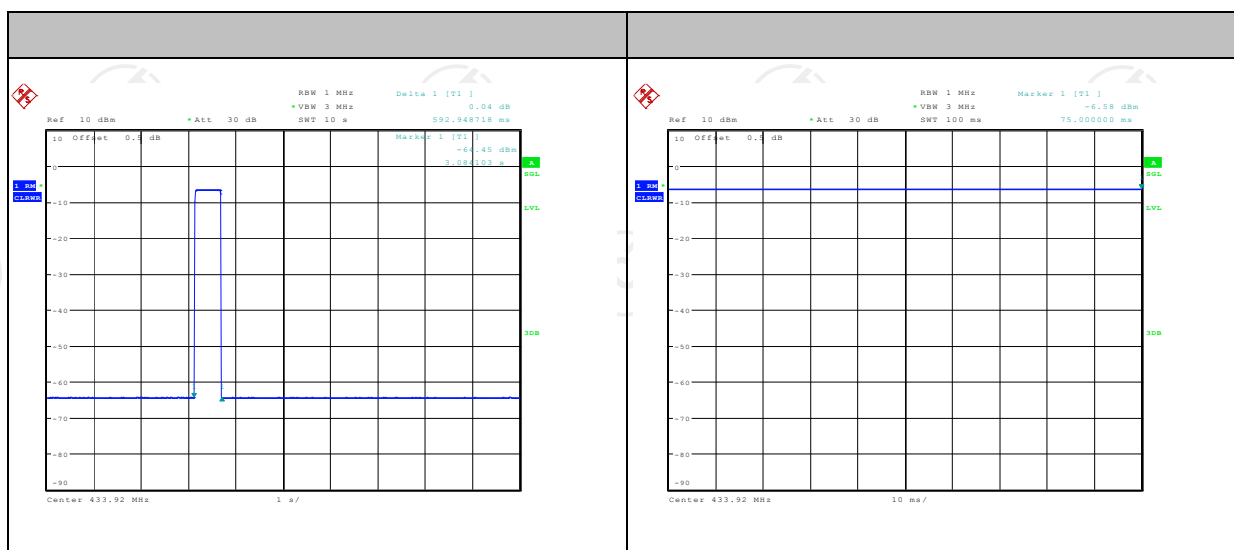 RBW 1 MHz Delta 1 [T1 ]
* VBW 3 MHz 0.04 dB
Ref 10 dBm * Att 30 dB SWT 10 s 592.948718 ms
10 Offset 0.5 dB Marker 1 [T1 ]
-64.45 dBm
3.084103 s
A
0
SGL
1 RM *
CLRWR
-10
LVL
-20
-30
-40
3DB
-50
-60
1 1
-70
-80
-90
Center 433.92 MHz 1 s/
RBW 1 MHz Marker 1 [T1 ]
* VBW 3 MHz -6.58 dBm
Ref 10 dBm * Att 30 dB SWT 100 ms 75.000000 ms
10 Offset 0.5 dB
A
0
SGL
1 RM *
CLRWR
-10
LVL
-20
-30
-40
3DB
-50
-60
-70
-80
-90
Center 433.92 MHz 10 ms/